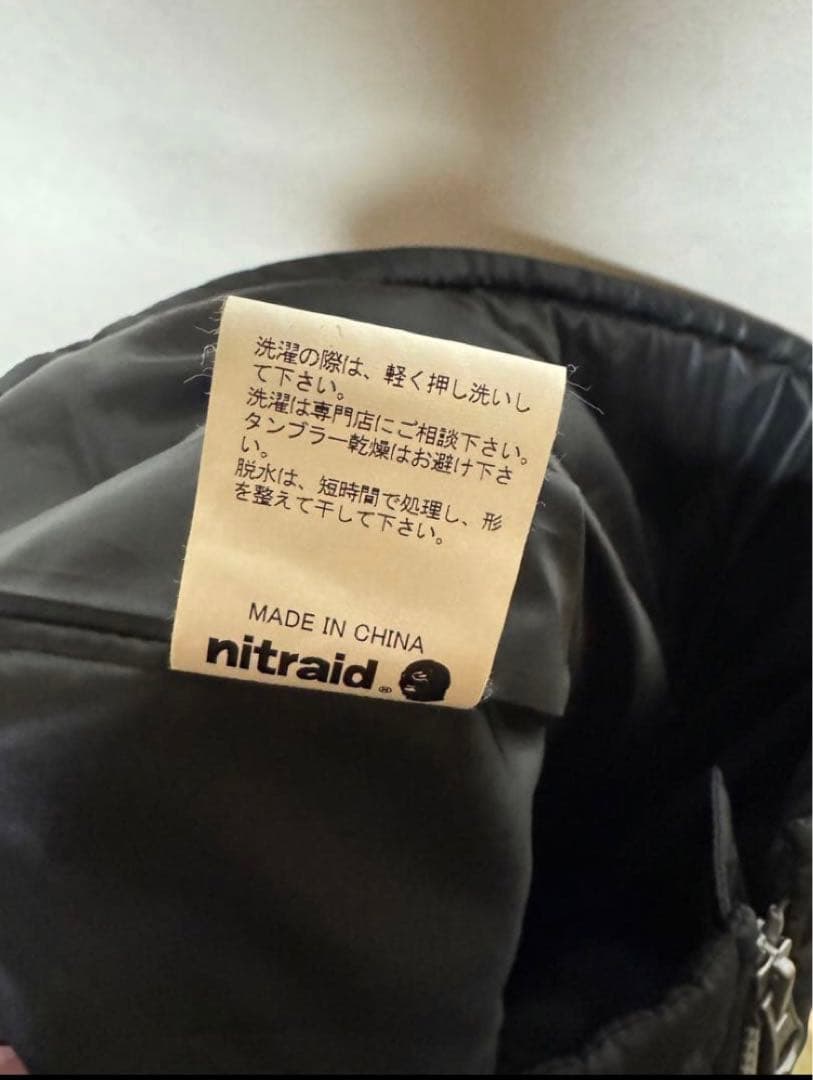 洗濯の際は、軽く押し洗いし
て下さい。
洗濯は専門店にご相談下さい。
タンブラー乾燥はお避け下さ
い。
脱水は、短時間で処理し、形
を整えて干して下さい。
MADE IN CHINA
nitraid®